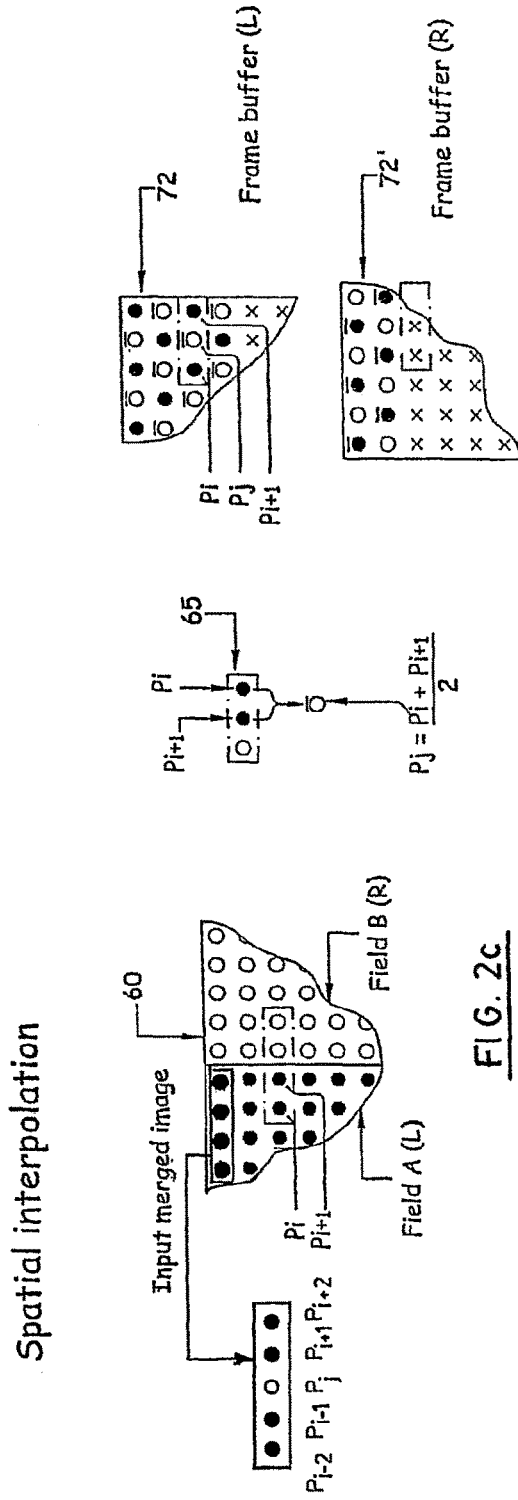 Spatial interpolation
Input merged image
60
Pi-2 Pi-1 Pj Pi+1 Pi+2
Pi
Pi+1
Field A (L)
Field B (R)
Pi+1
Pi
65
Pj = Pi + Pi+1
2
Pi
Pj
Pi+1
72
Frame buffer (L)
72'
Frame buffer (R)
FIG. 2c